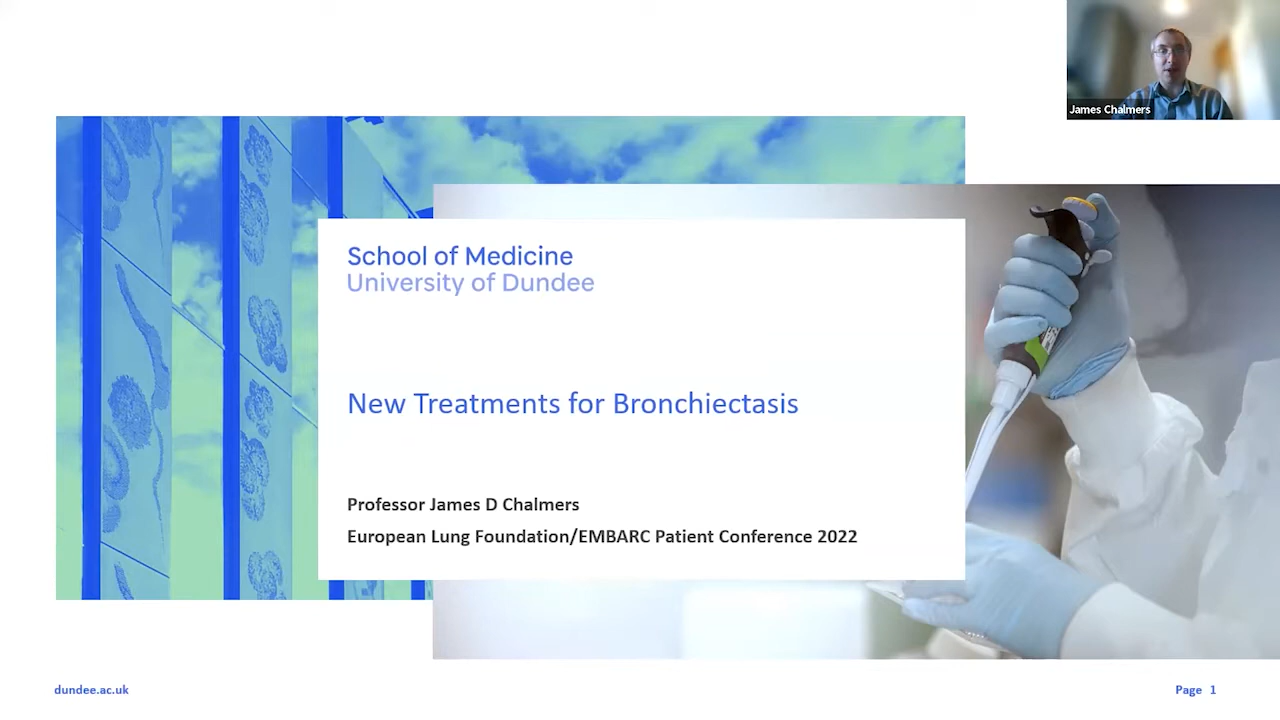 James Chalmers
School of Medicine
University of Dundee
New Treatments for Bronchiectasis
Professor James D Chalmers
European Lung Foundation/EMBARC Patient Conference 2022
dundee.ac.uk
Page 1